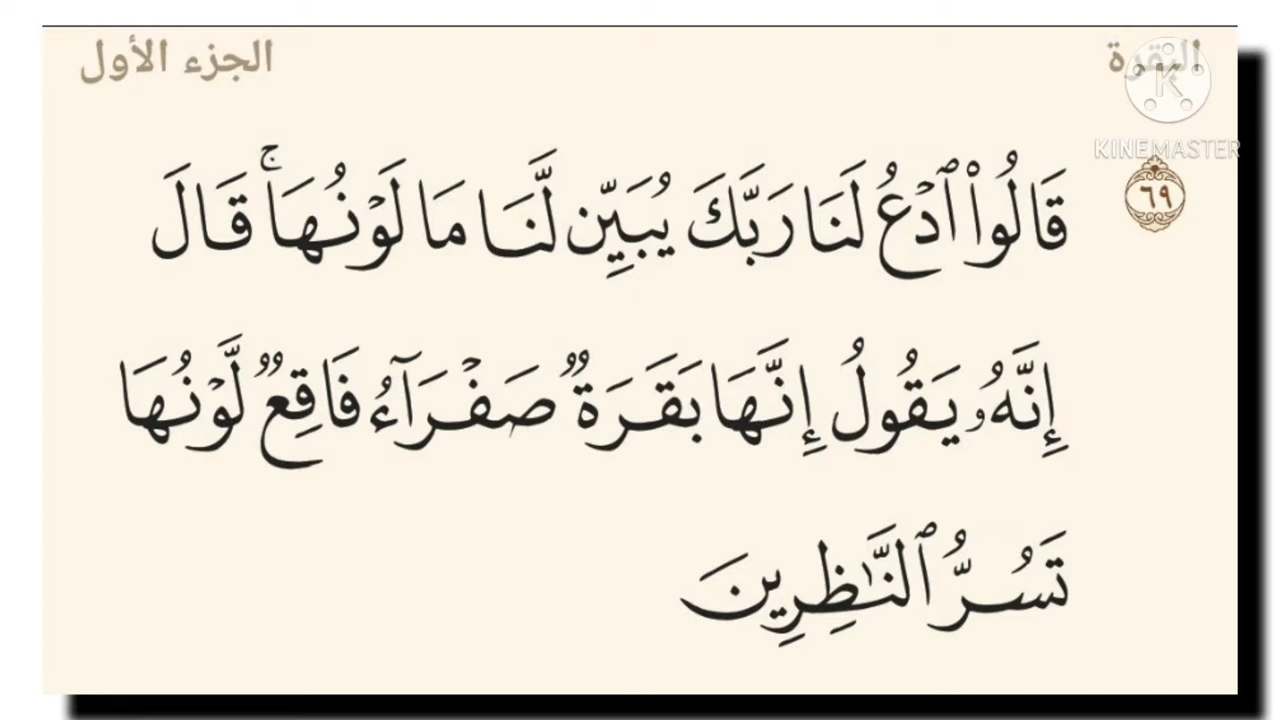 البقرة
الجزء الأول
KINEMASTER
٦٩
قَالُوا۟ ٱدْعُ لَنَا رَبَّكَ يُبَيِّن لَّنَا مَا لَوْنُهَا ۚ قَالَ
إِنَّهُۥ يَقُولُ إِنَّهَا بَقَرَةٌ صَفْرَآءُ فَاقِعٌ لَّوْنُهَا
تَسُرُّ ٱلنَّـٰظِرِينَ